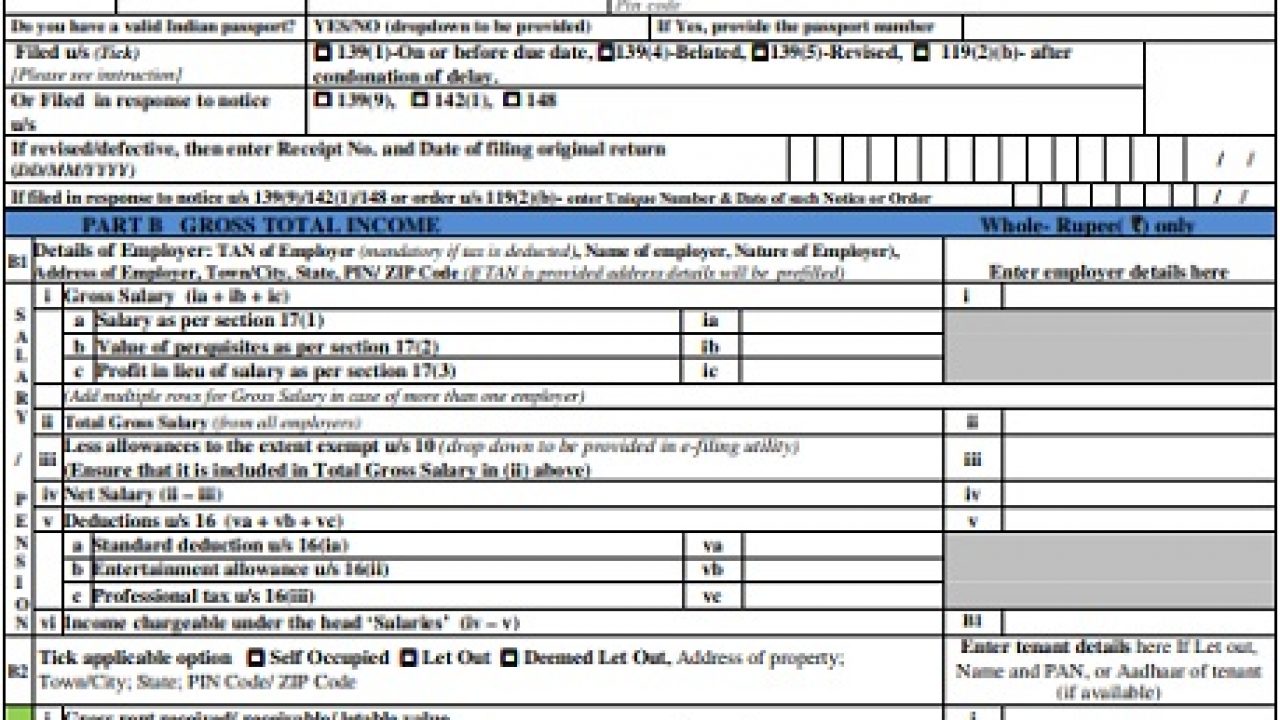 Pin code
Do you have a valid Indian passport? YES/NO (dropdown to be provided) If Yes, provide the passport number
Filed u/s (Tick) 139(1)-On or before due date, 139(4)-Belated, 139(5)-Revised, 119(2)(b)- after
[Please see instruction] condonation of delay.
Or Filed in response to notice 139(9), 142(1), 148
u/s
If revised/defective, then enter Receipt No. and Date of filing original return
(DD/MM/YYYY) / /
If filed in response to notice u/s 139(9)/142(1)/148 or order u/s 119(2)(b)- enter Unique Number & Date of such Notice or Order / /
PART B GROSS TOTAL INCOME Whole- Rupee( ₹) only
B1 Details of Employer: TAN of Employer (mandatory if tax is deducted), Name of employer, Nature of Employer),
Address of Employer, Town/City, State, PIN/ ZIP Code (if TAN is provided address details will be prefilled) Enter employer details here
SALARY / PENSION
i Gross Salary (ia + ib + ic) i
a Salary as per section 17(1) ia
b Value of perquisites as per section 17(2) ib
c Profit in lieu of salary as per section 17(3) ic
(Add multiple rows for Gross Salary in case of more than one employer)
ii Total Gross Salary (from all employers) ii
iii Less allowances to the extent exempt u/s 10 (drop down to be provided in e-filing utility) iii
(Ensure that it is included in Total Gross Salary in (ii) above)
iv Net Salary (ii – iii) iv
v Deductions u/s 16 (va + vb + vc) v
a Standard deduction u/s 16(ia) va
b Entertainment allowance u/s 16(ii) vb
c Professional tax u/s 16(iii) vc
vi Income chargeable under the head ‘Salaries’ (iv – v) B1
B2 Tick applicable option Self Occupied Let Out Deemed Let Out, Address of property;
Town/City; State; PIN Code/ ZIP Code
Enter tenant details here If Let out,
Name and PAN, or Aadhaar of tenant
(if available)
i Gross rent received/ receivable/ letable value i